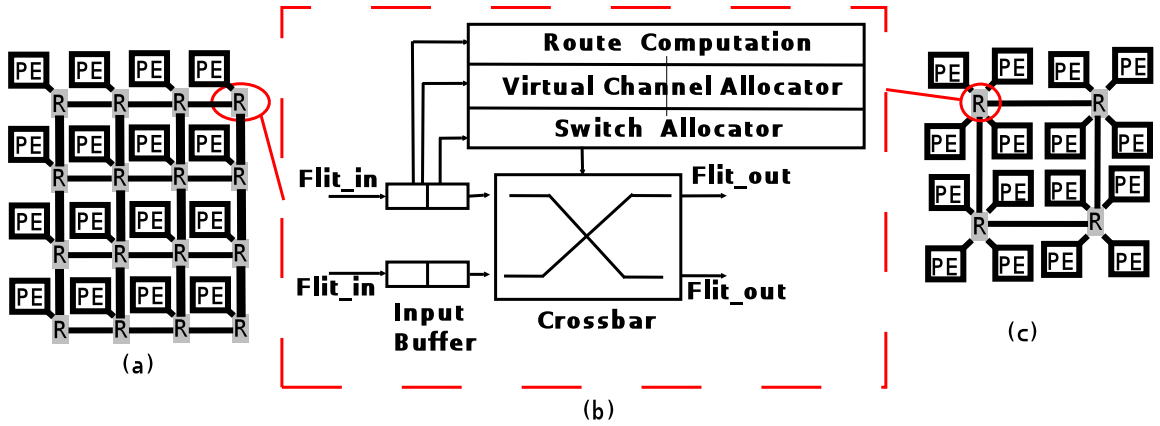 PE PE PE PE
R R R R
PE PE PE PE
R R R R
PE PE PE PE
R R R R
PE PE PE PE
R R R R
(a)
Route Computation
Virtual Channel Allocator
Switch Allocator
Flit_in
Flit_out
Flit_in
Flit_out
Input
Buffer
Crossbar
(b)
PE PE PE PE
R R
PE PE PE PE
PE PE PE PE
R R
PE PE PE PE
(c)